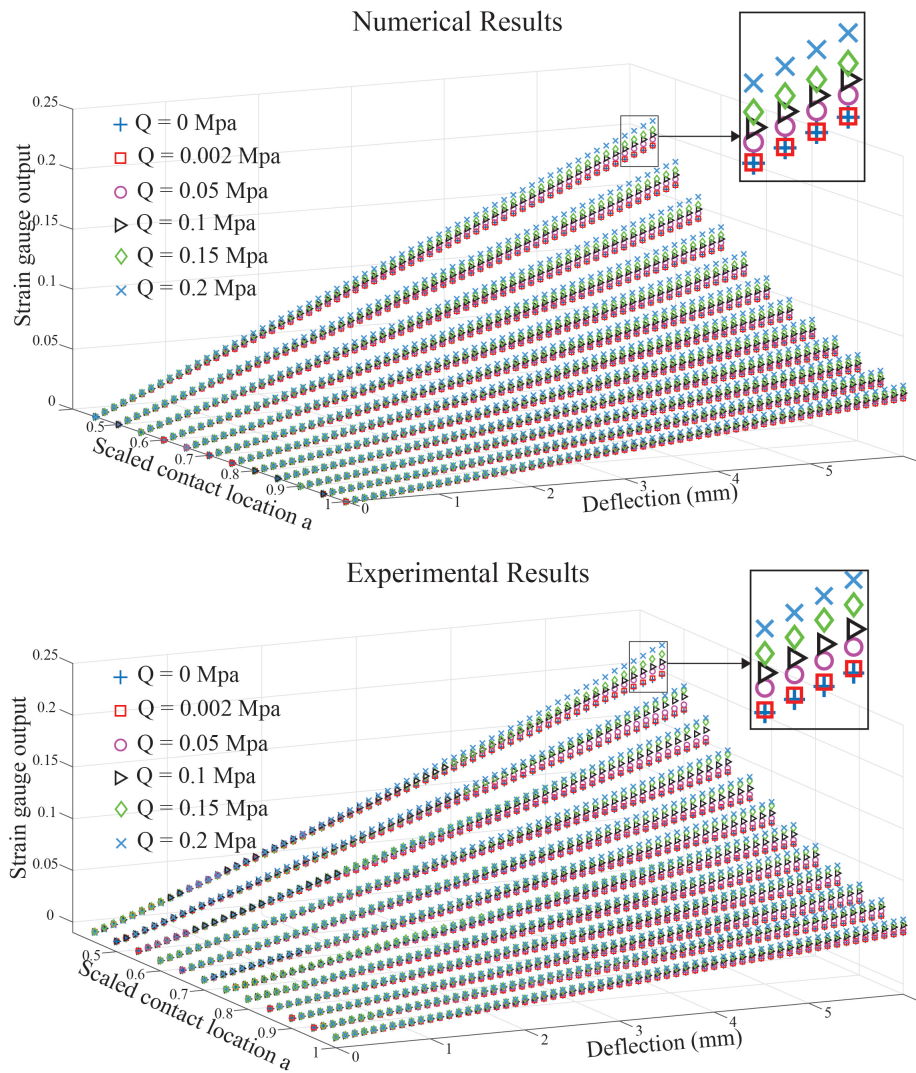 Numerical Results
0.25
0.2
0.15
0.1
0.05
0
Strain gauge output
Q = 0 Mpa
Q = 0.002 Mpa
Q = 0.05 Mpa
Q = 0.1 Mpa
Q = 0.15 Mpa
Q = 0.2 Mpa
0.5
0.6
0.7
0.8
0.9
1
Scaled contact location a
0
1
2
3
4
5
Deflection (mm)
Experimental Results
0.25
0.2
0.15
0.1
0.05
0
Strain gauge output
Q = 0 Mpa
Q = 0.002 Mpa
Q = 0.05 Mpa
Q = 0.1 Mpa
Q = 0.15 Mpa
Q = 0.2 Mpa
0.5
0.6
0.7
0.8
0.9
1
Scaled contact location a
0
1
2
3
4
5
Deflection (mm)